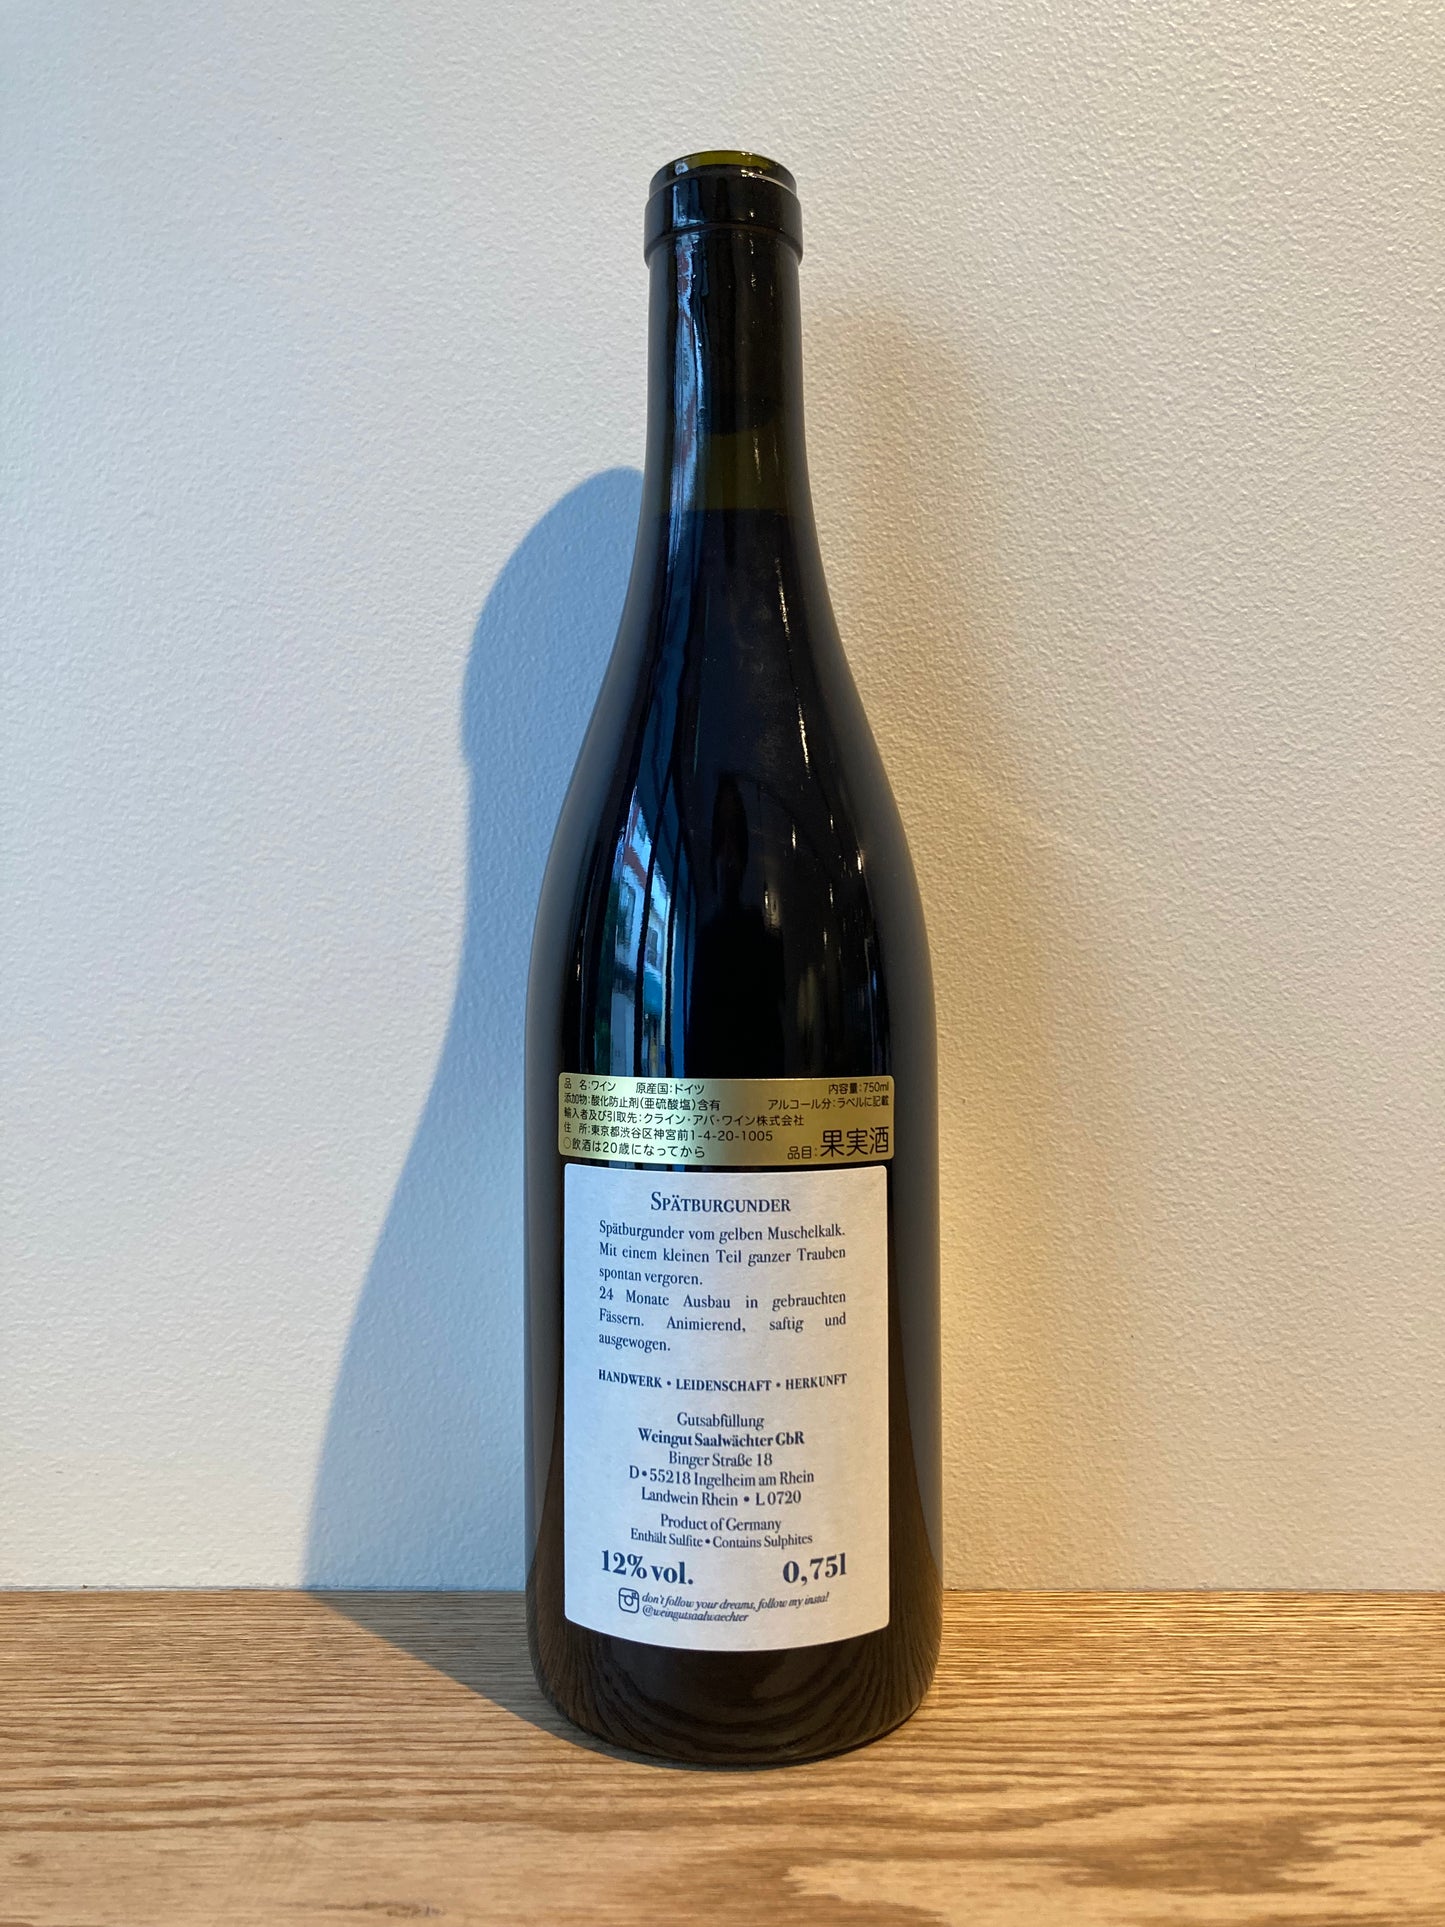 品 名:ワイン 原産国:ドイツ 内容量:750ml
添加物:酸化防止剤(亜硫酸塩)含有 アルコール分:ラベルに記載
輸入者及び引取先:クライン・アバ・ワイン株式会社
住 所:東京都渋谷区神宮前1-4-20-1005
○飲酒は20歳になってから 品目:果実酒
SPÄTBURGUNDER
Spätburgunder vom gelben Muschelkalk.
Mit einem kleinen Teil ganzer Trauben
spontan vergoren.
24 Monate Ausbau in gebrauchten
Fässern. Animierend, saftig und
ausgewogen.
HANDWERK • LEIDENSCHAFT • HERKUNFT
Gutsabfüllung
Weingut Saalwächter GbR
Binger Straße 18
D•55218 Ingelheim am Rhein
Landwein Rhein • L0720
Product of Germany
Enthält Sulfite • Contains Sulphites
12% vol. 0,75l
don't follow your dreams, follow my insta!
@weingutsaalwaechter